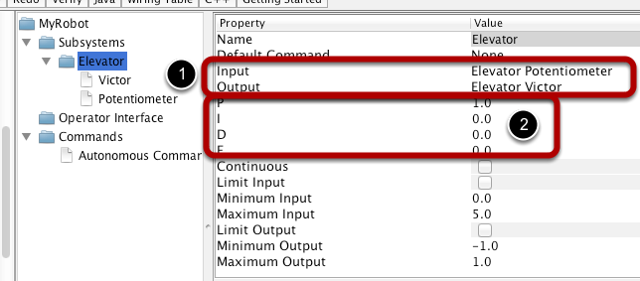 Redo Verify Java Wiring Table C++ Getting Started
MyRobot
Subsystems
Elevator
Victor
Potentiometer
Operator Interface
Commands
Autonomous Commar
Property Value
Name Elevator
Default Command None
Input Elevator Potentiometer
Output Elevator Victor
P 1.0
I 0.0
D 0.0
F 0.0
Continuous
Limit Input
Minimum Input 0.0
Maximum Input 5.0
Limit Output
Minimum Output -1.0
Maximum Output 1.0
1
2